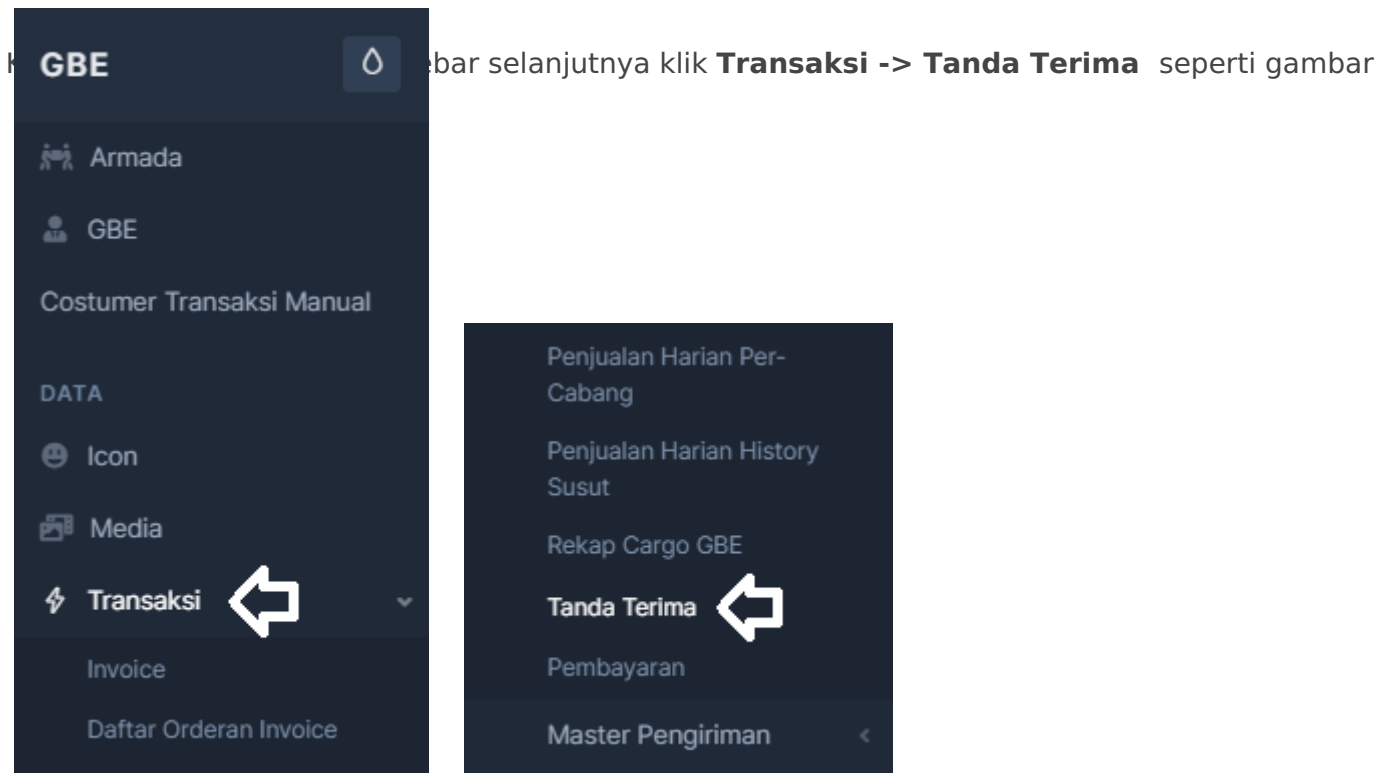 bar selanjutnya klik Transaksi -> Tanda Terima seperti gambar
GBE
Armada
GBE
Costumer Transaksi Manual
DATA
Icon
Media
Transaksi
Invoice
Daftar Orderan Invoice
Penjualan Harian Per-
Cabang
Penjualan Harian History
Susut
Rekap Cargo GBE
Tanda Terima
Pembayaran
Master Pengiriman